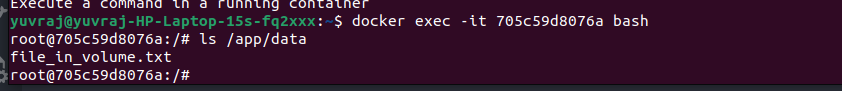 Execute a command in a running container
yuvraj@yuvraj-HP-Laptop-15s-fq2xxx:~$ docker exec -it 705c59d8076a bash
root@705c59d8076a:/# ls /app/data
file_in_volume.txt
root@705c59d8076a:/#